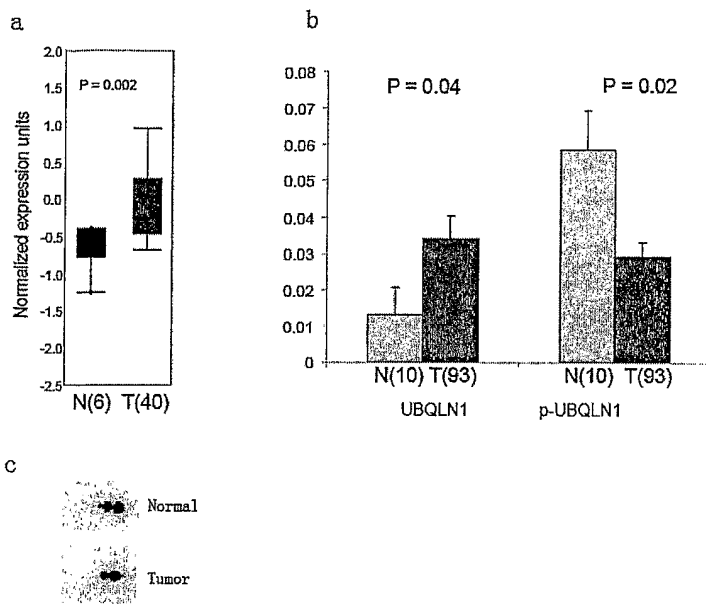 a
Normalized expression units
2.0
1.5
1.0
0.5
0.0
-0.5
-1.0
-1.5
-2.0
-2.5
P = 0.002
N(6) T(40)
b
0.08
0.07
0.06
0.05
0.04
0.03
0.02
0.01
0
P = 0.04
P = 0.02
N(10) T(93)
N(10) T(93)
UBQLN1
p-UBQLN1
c
Normal
Tumor